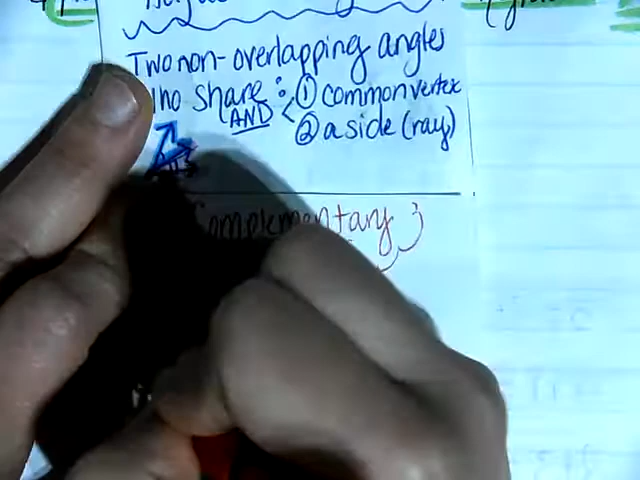 Two non-overlapping angles
who share: ① common vertex
AND
② a side (ray)
Complementary